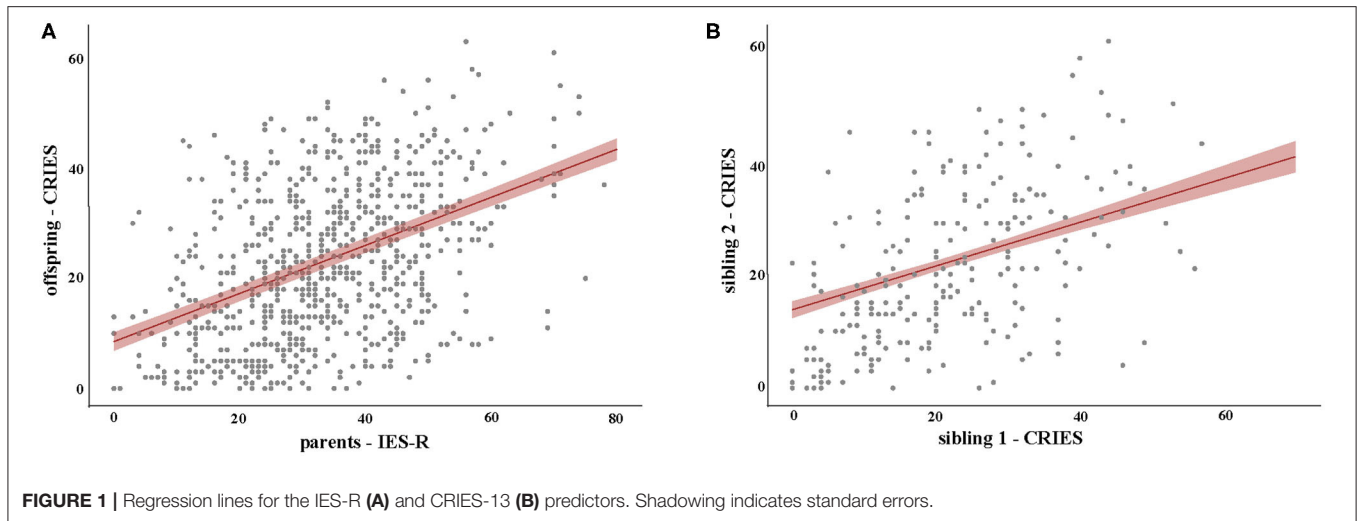 A
B
60
40
20
0
offspring - CRIES
0 20 40 60 80
parents - IES-R
60
40
20
0
sibling 2 - CRIES
0 20 40 60
sibling 1 - CRIES
FIGURE 1 | Regression lines for the IES-R (A) and CRIES-13 (B) predictors. Shadowing indicates standard errors.